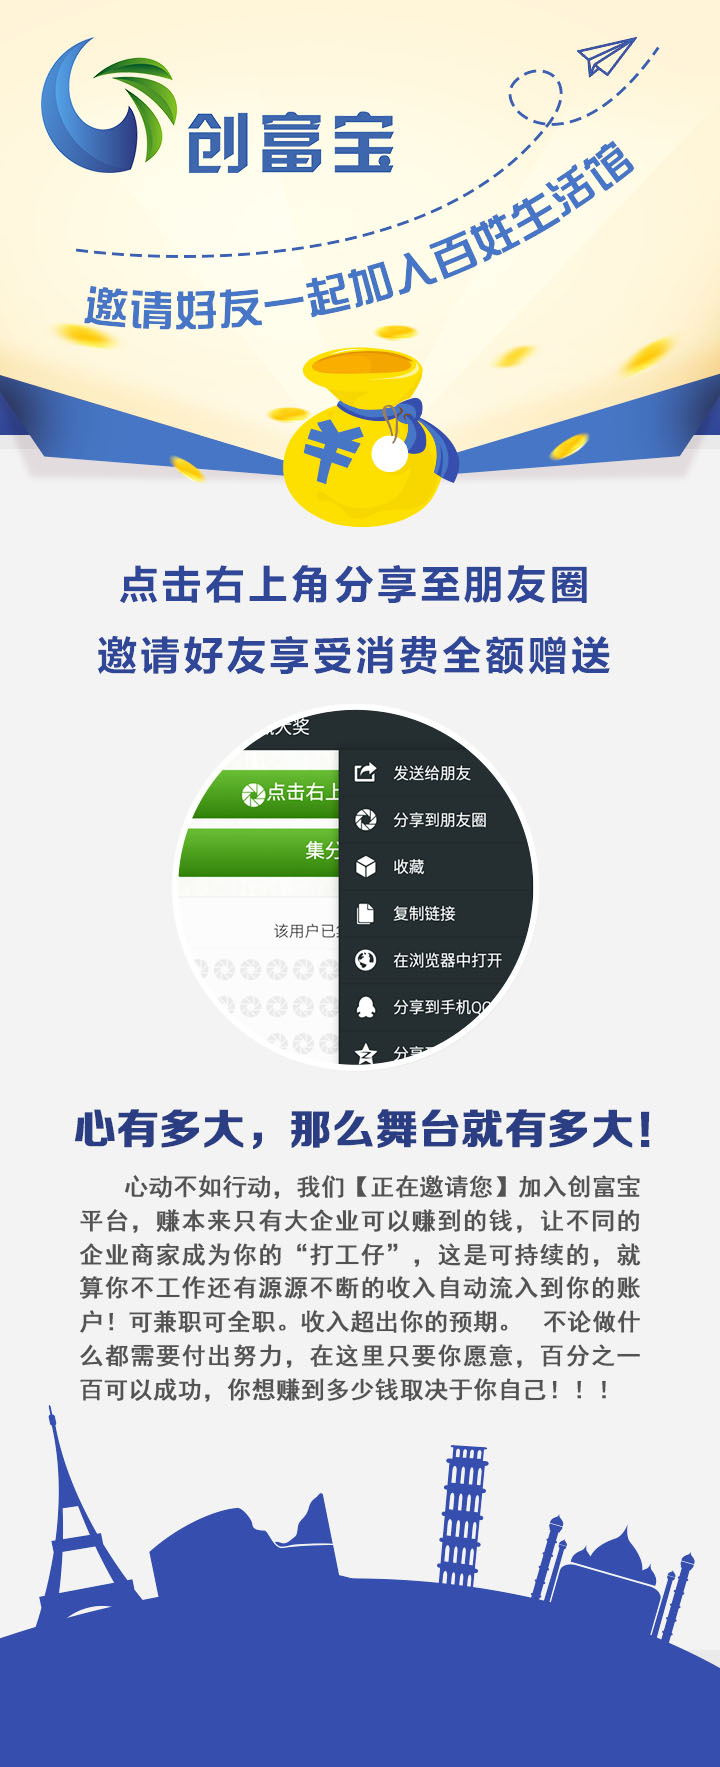 创富宝
邀请好友一起加入百姓生活馆
点击右上角分享至朋友圈
邀请好友享受消费全额赠送
大奖
点击右上
集分
该用户已
发送给朋友
分享到朋友圈
收藏
复制链接
在浏览器中打开
分享到手机QQ
分享
心有多大，那么舞台就有多大！
心动不如行动，我们【正在邀请您】加入创富宝
平台，赚本来只有大企业可以赚到的钱，让不同的
企业商家成为你的“打工仔”，这是可持续的，就
算你不工作还有源源不断的收入自动流入到你的账
户！可兼职可全职。收入超出你的预期。 不论做什
么都需要付出努力，在这里只要你愿意，百分之一
百可以成功，你想赚到多少钱取决于你自己！！！